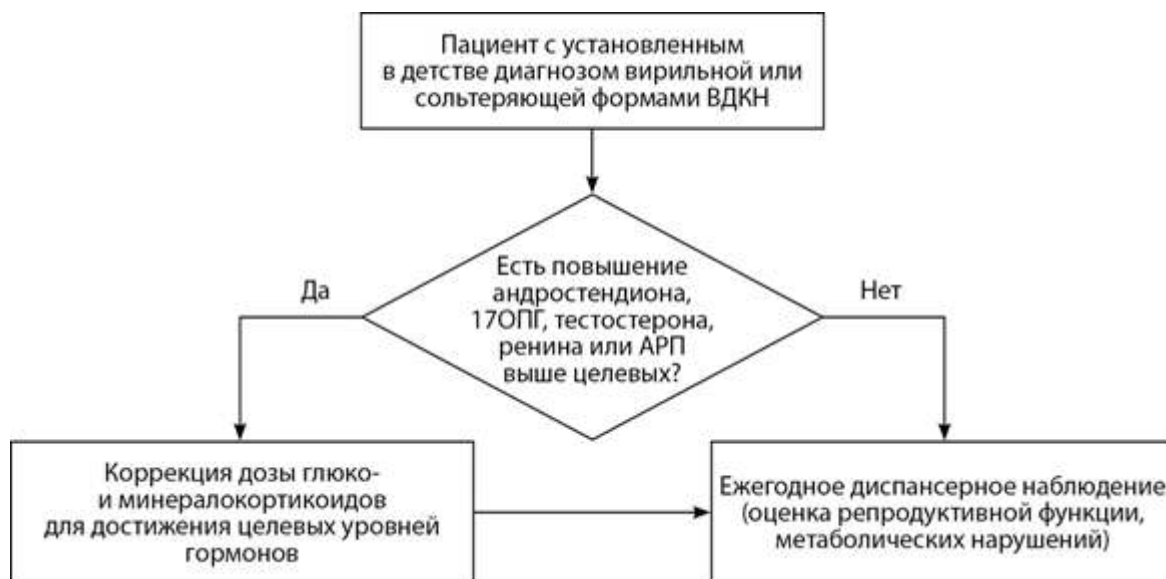 Пациент с установленным
в детстве диагнозом вирильной или
сольтеряющей формами ВДКН
Есть повышение
андростендиона,
17ОПГ, тестостерона,
ренина или АРП
выше целевых?
Да
Нет
Коррекция дозы глюко-
и минералокортикоидов
для достижения целевых уровней
гормонов
Ежегодное диспансерное наблюдение
(оценка репродуктивной функции,
метаболических нарушений)